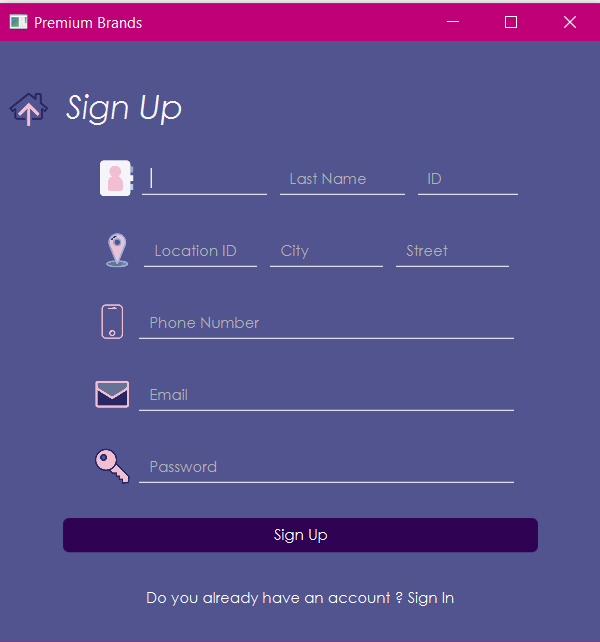 Premium Brands
Sign Up
Last Name ID
Location ID City Street
Phone Number
Email
Password
Sign Up
Do you already have an account ? Sign In